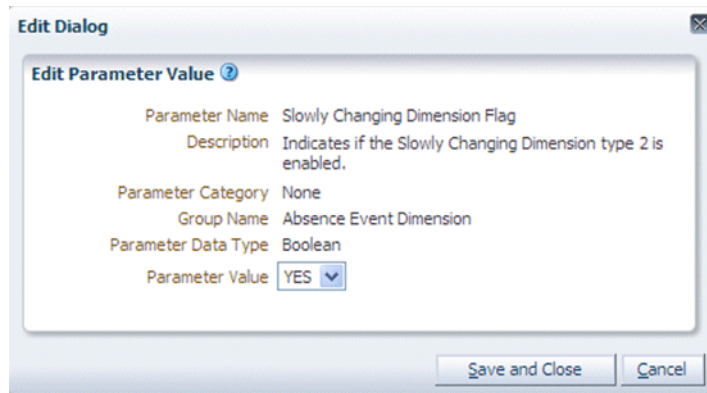 Edit Dialog
Edit Parameter Value
Parameter Name Slowly Changing Dimension Flag
Description Indicates if the Slowly Changing Dimension type 2 is
enabled.
Parameter Category None
Group Name Absence Event Dimension
Parameter Data Type Boolean
Parameter Value YES
Save and Close Cancel